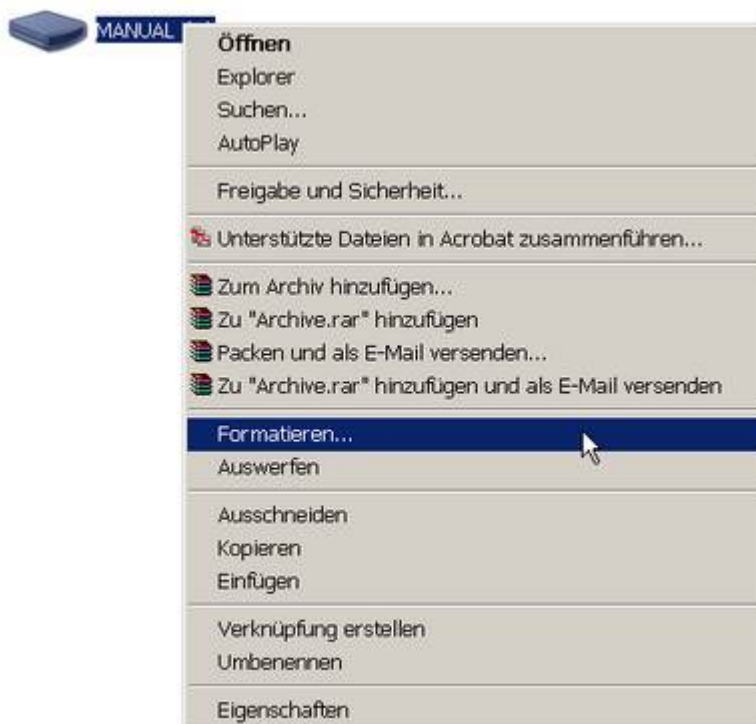 MANUAL
Öffnen
Explorer
Suchen...
AutoPlay
Freigabe und Sicherheit...
Unterstützte Dateien in Acrobat zusammenführen...
Zum Archiv hinzufügen...
Zu "Archive.rar" hinzufügen
Packen und als E-Mail versenden...
Zu "Archive.rar" hinzufügen und als E-Mail versenden
Formatieren...
Auswerfen
Ausschneiden
Kopieren
Einfügen
Verknüpfung erstellen
Umbenennen
Eigenschaften